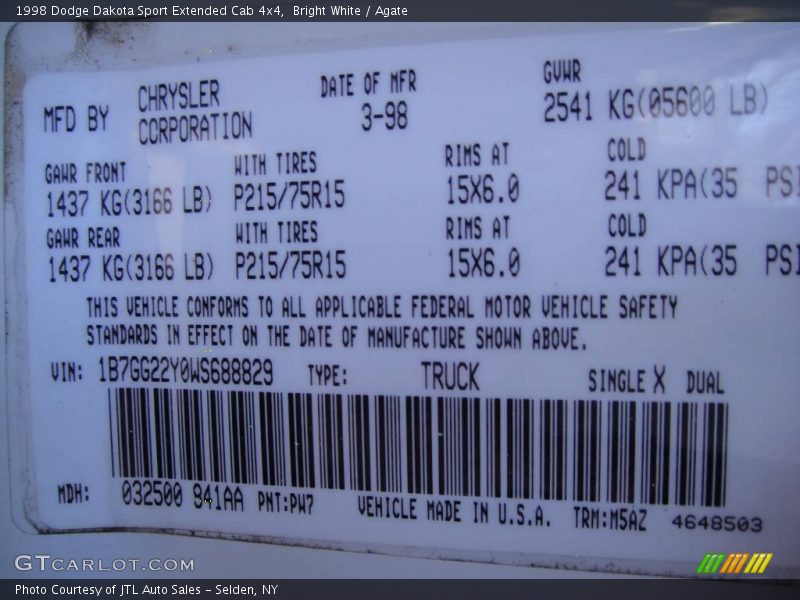 1998 Dodge Dakota Sport Extended Cab 4x4,  Bright White / Agate
MFD BY CHRYSLER CORPORATION DATE OF MFR 3-98 GVWR 2541 KG(05600 LB)
GAWR FRONT WITH TIRES RIMS AT COLD
1437 KG(3166 LB) P215/75R15 15X6.0 241 KPA(35 PSI
GAWR REAR WITH TIRES RIMS AT COLD
1437 KG(3166 LB) P215/75R15 15X6.0 241 KPA(35 PSI
THIS VEHICLE CONFORMS TO ALL APPLICABLE FEDERAL MOTOR VEHICLE SAFETY
STANDARDS IN EFFECT ON THE DATE OF MANUFACTURE SHOWN ABOVE.
VIN: 1B7GG22Y0WS688829 TYPE: TRUCK SINGLE X DUAL
MDH: 032500 941AA PNT:PW7 VEHICLE MADE IN U.S.A. TRM:M5AZ 4648503
GTCARLOT.COM
Photo Courtesy of JTL Auto Sales – Selden, NY